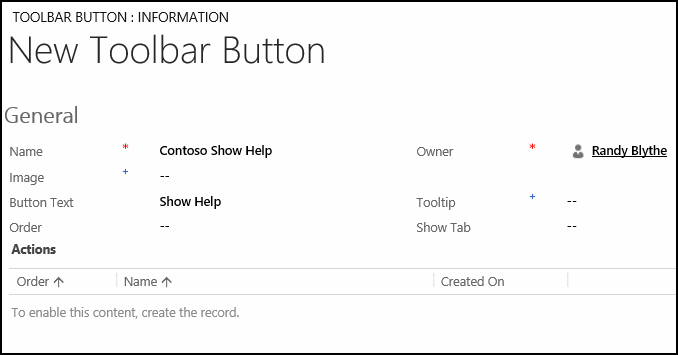 TOOLBAR BUTTON : INFORMATION
New Toolbar Button
General
Name * Contoso Show Help Owner * Randy Blythe
Image + --
Button Text Show Help Tooltip + --
Order -- Show Tab --
Actions
Order ↑ Name ↑ Created On
To enable this content, create the record.